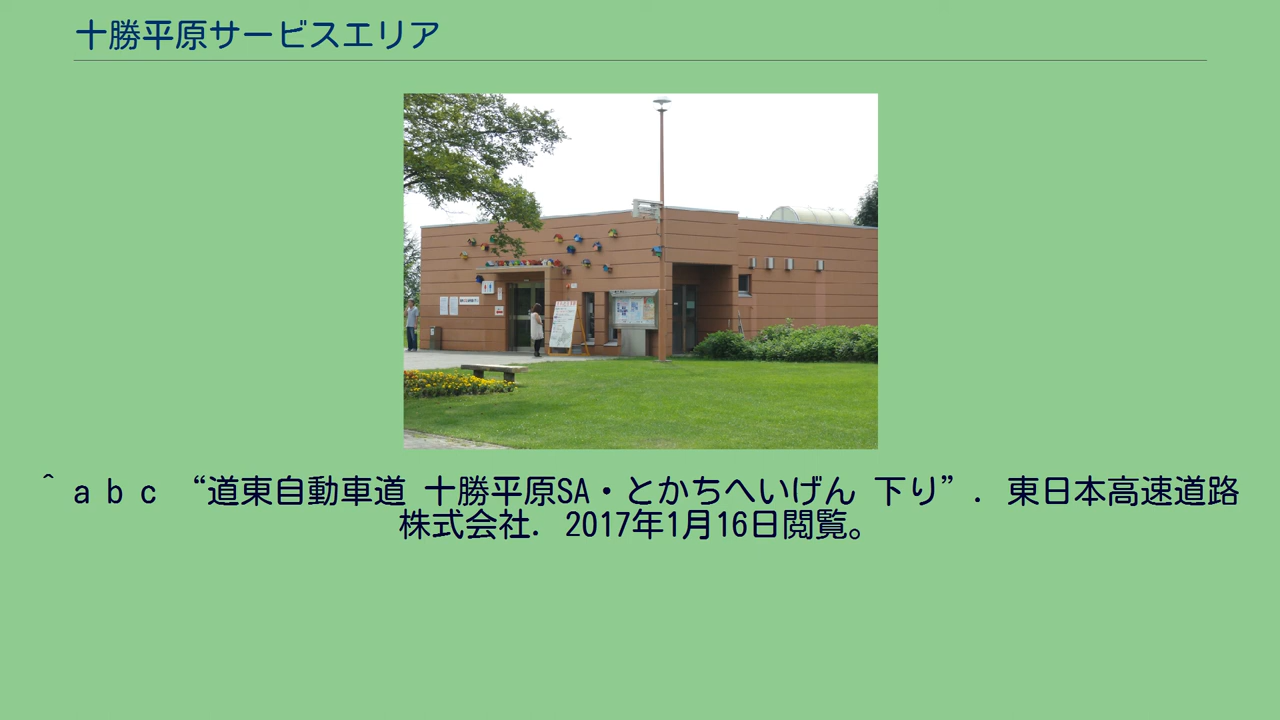 十勝平原サービスエリア
^ a b c “道東自動車道 十勝平原SA・とかちへいげん 下り”. 東日本高速道路
株式会社. 2017年1月16日閲覧。